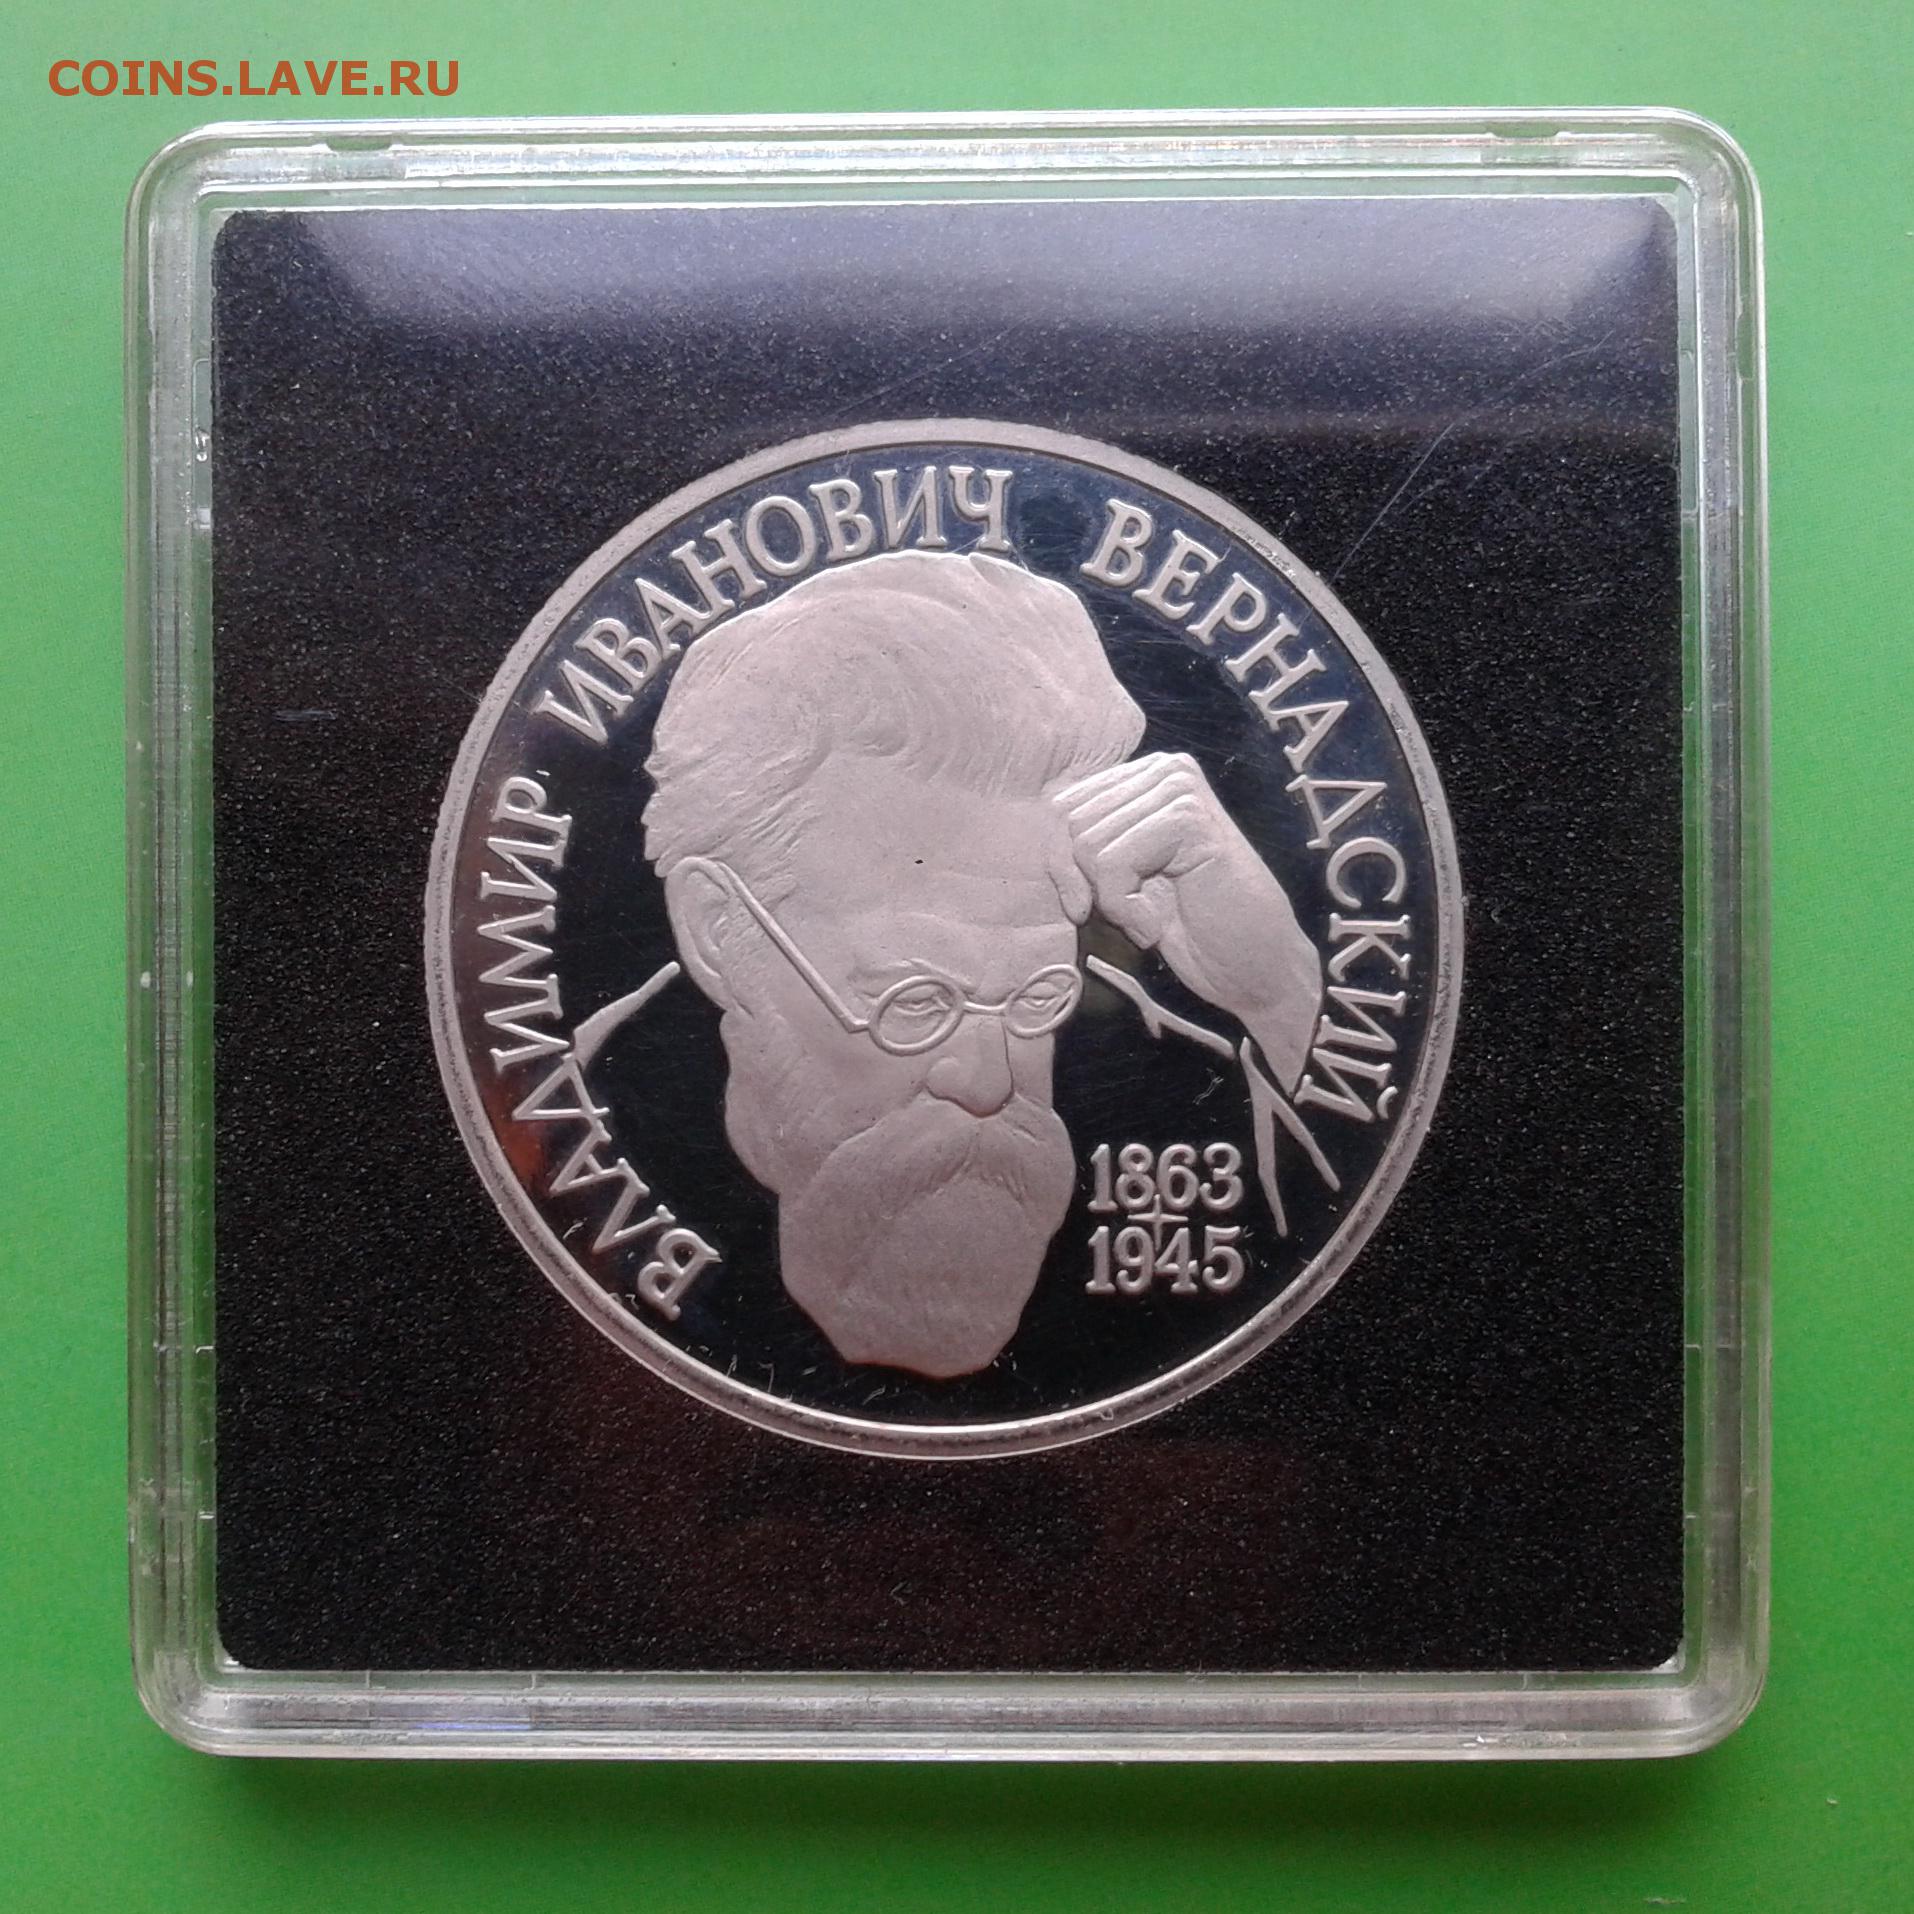 COINS.LAVE.RU
ВЛАДИМИР ИВАНОВИЧ ВЕРНАДСКИЙ
1863
1945